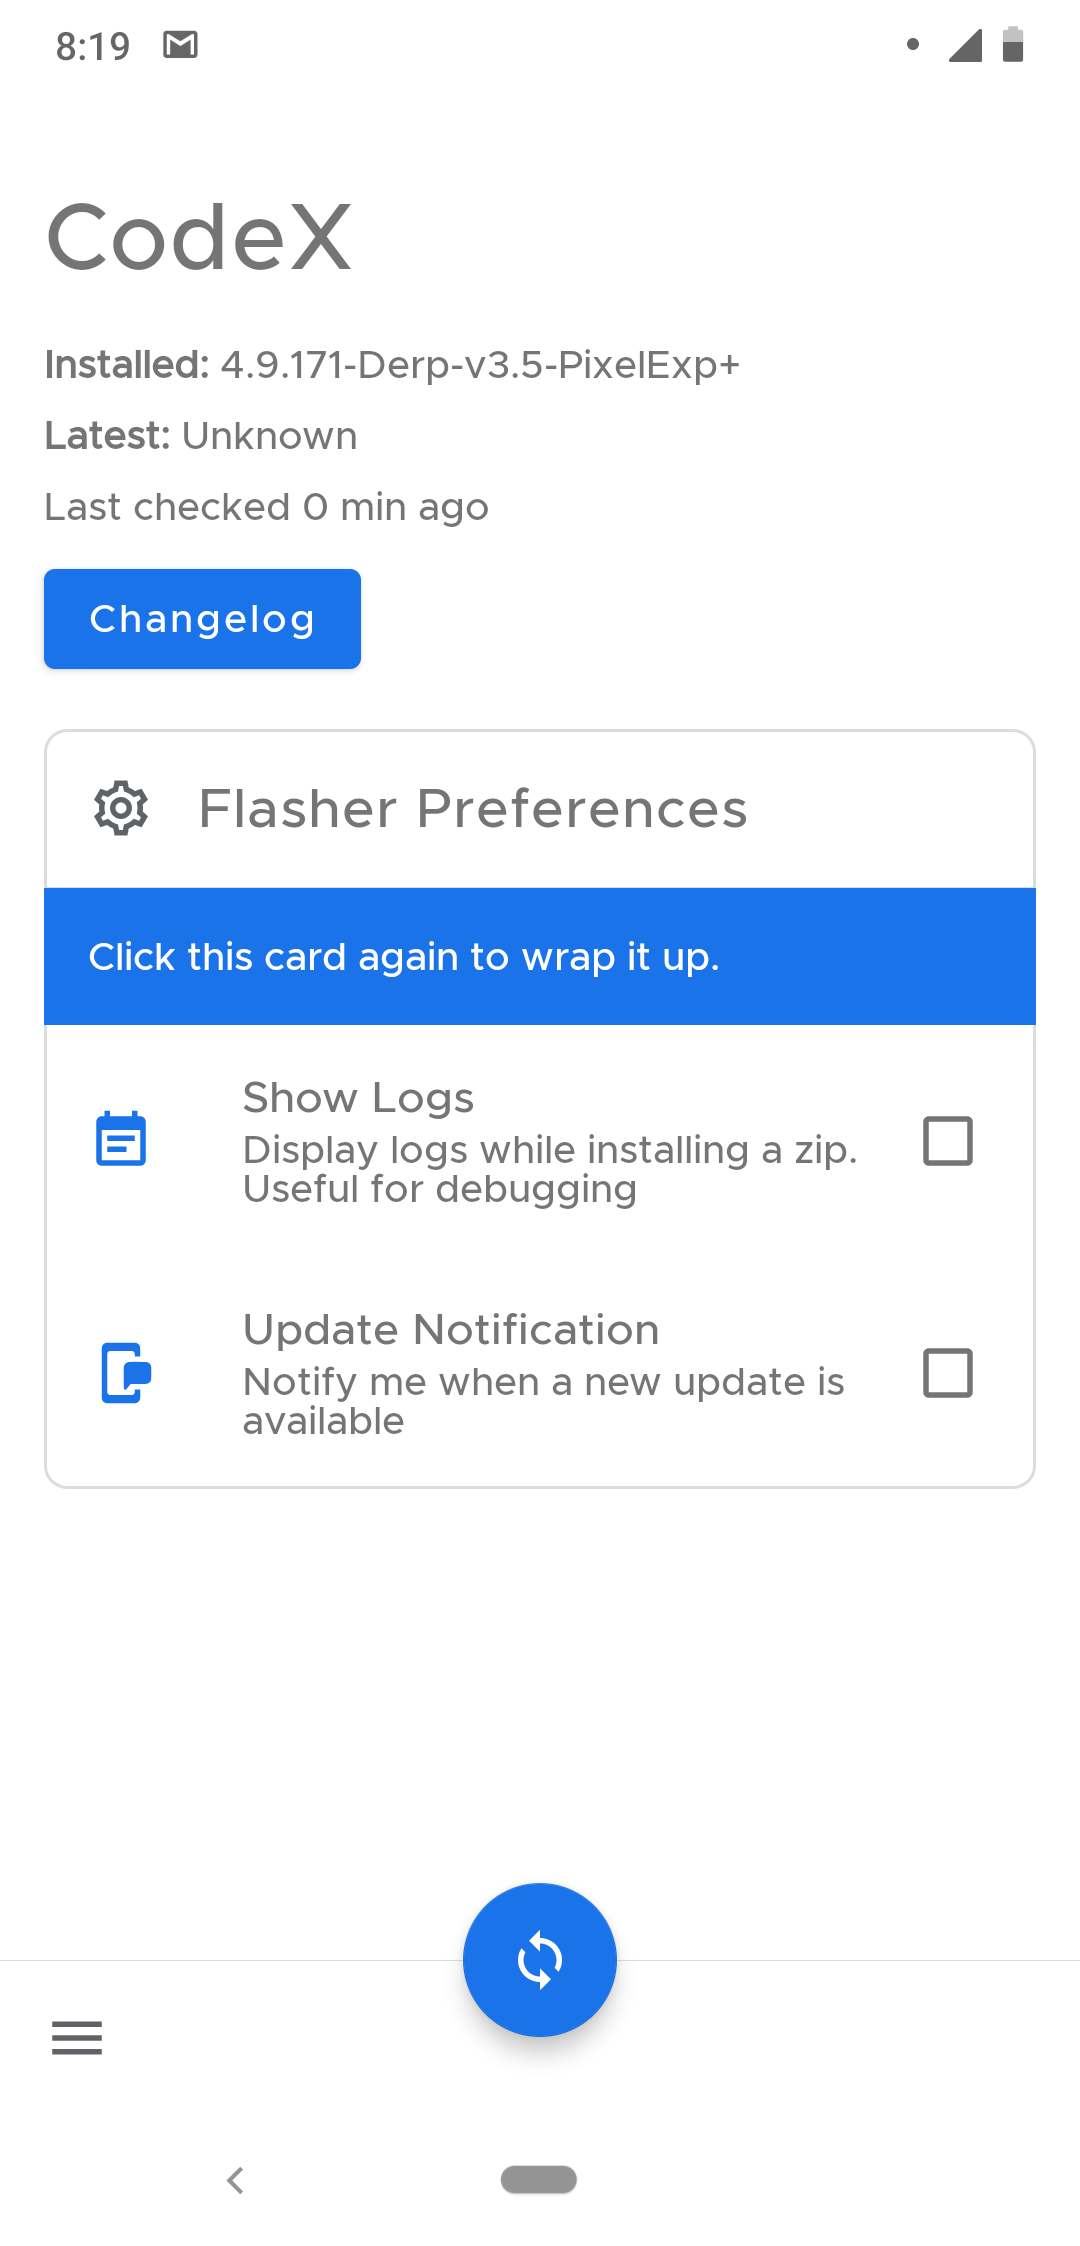 8:19
CodeX
Installed: 4.9.171-Derp-v3.5-PixelExp+
Latest: Unknown
Last checked 0 min ago
Changelog
Flasher Preferences
Click this card again to wrap it up.
Show Logs
Display logs while installing a zip.
Useful for debugging
Update Notification
Notify me when a new update is
available